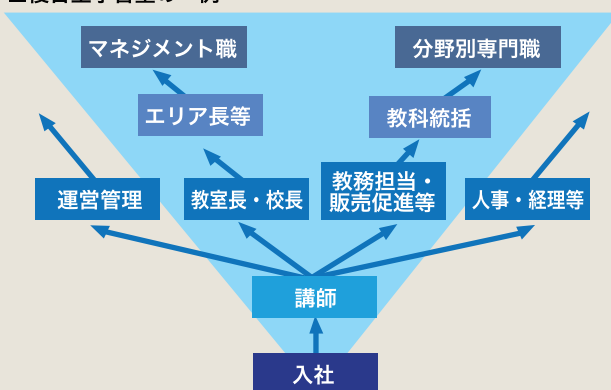 マネジメント職
分野別専門職
エリア長等
教科統括
運営管理
教室長・校長
教務担当・
販売促進等
人事・経理等
講師
入社